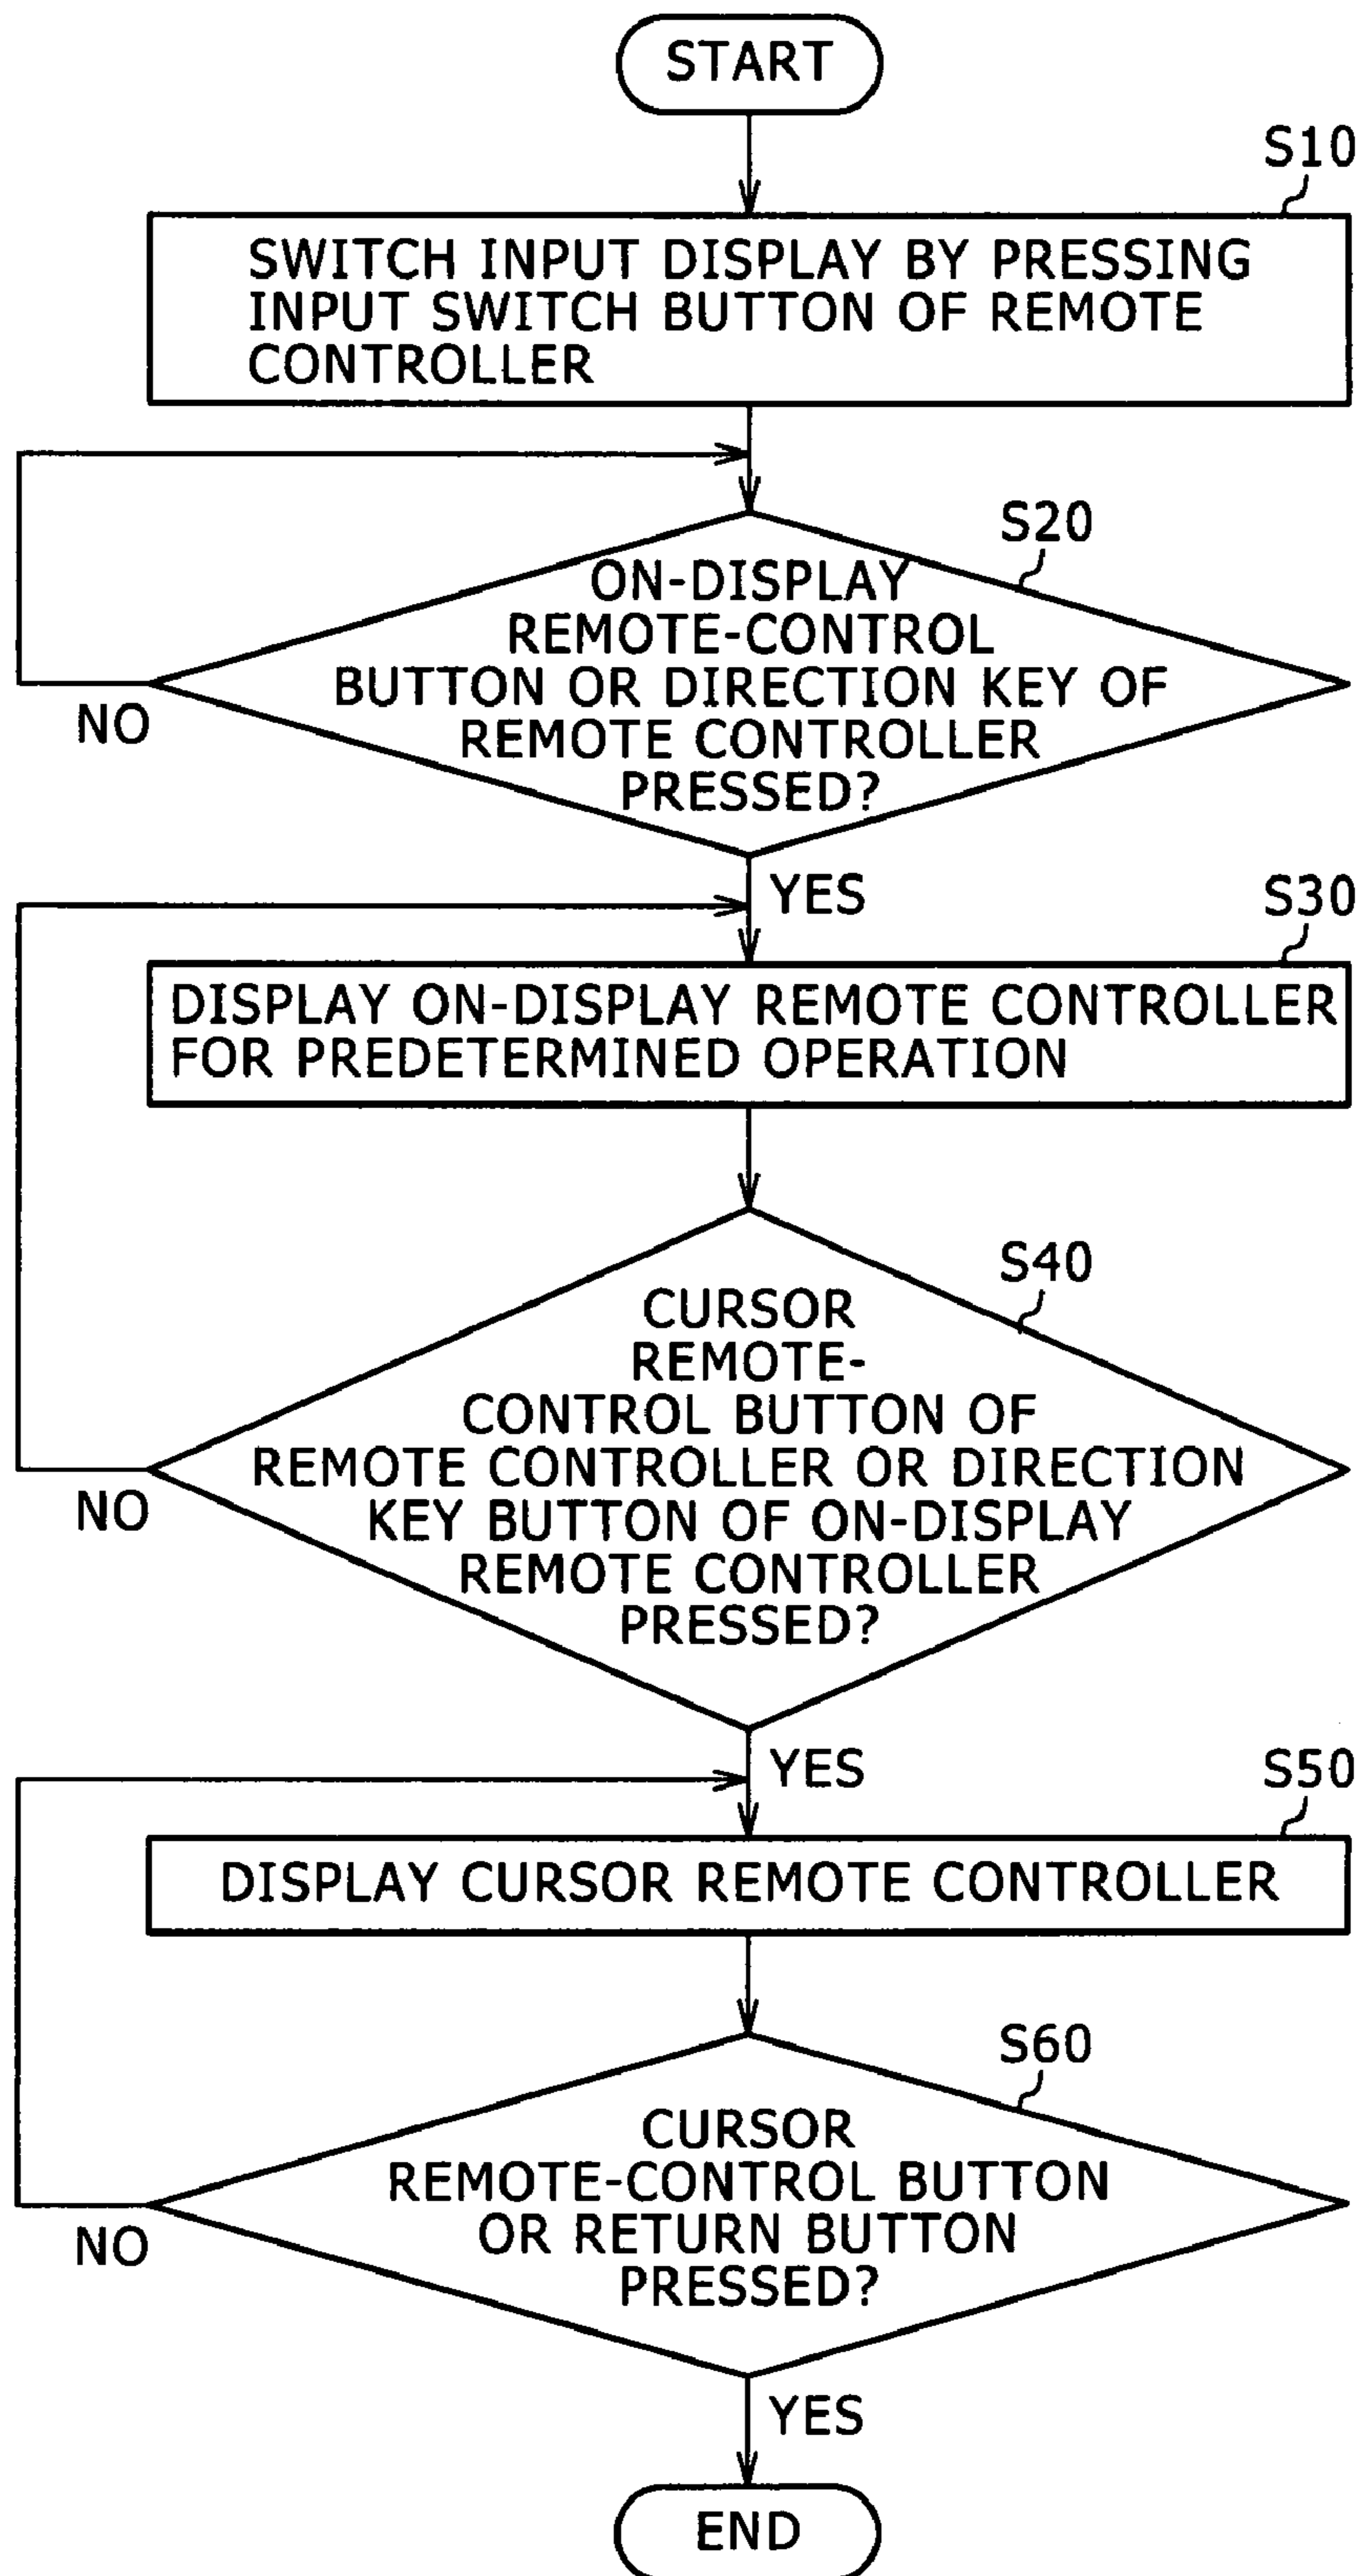 START
S10
SWITCH INPUT DISPLAY BY PRESSING
INPUT SWITCH BUTTON OF REMOTE
CONTROLLER
S20
ON-DISPLAY
REMOTE-CONTROL
BUTTON OR DIRECTION KEY OF
REMOTE CONTROLLER
PRESSED?
NO
YES
S30
DISPLAY ON-DISPLAY REMOTE CONTROLLER
FOR PREDETERMINED OPERATION
S40
CURSOR
REMOTE-
CONTROL BUTTON OF
REMOTE CONTROLLER OR DIRECTION
KEY BUTTON OF ON-DISPLAY
REMOTE CONTROLLER
PRESSED?
NO
YES
S50
DISPLAY CURSOR REMOTE CONTROLLER
S60
CURSOR
REMOTE-CONTROL BUTTON
OR RETURN BUTTON
PRESSED?
NO
YES
END